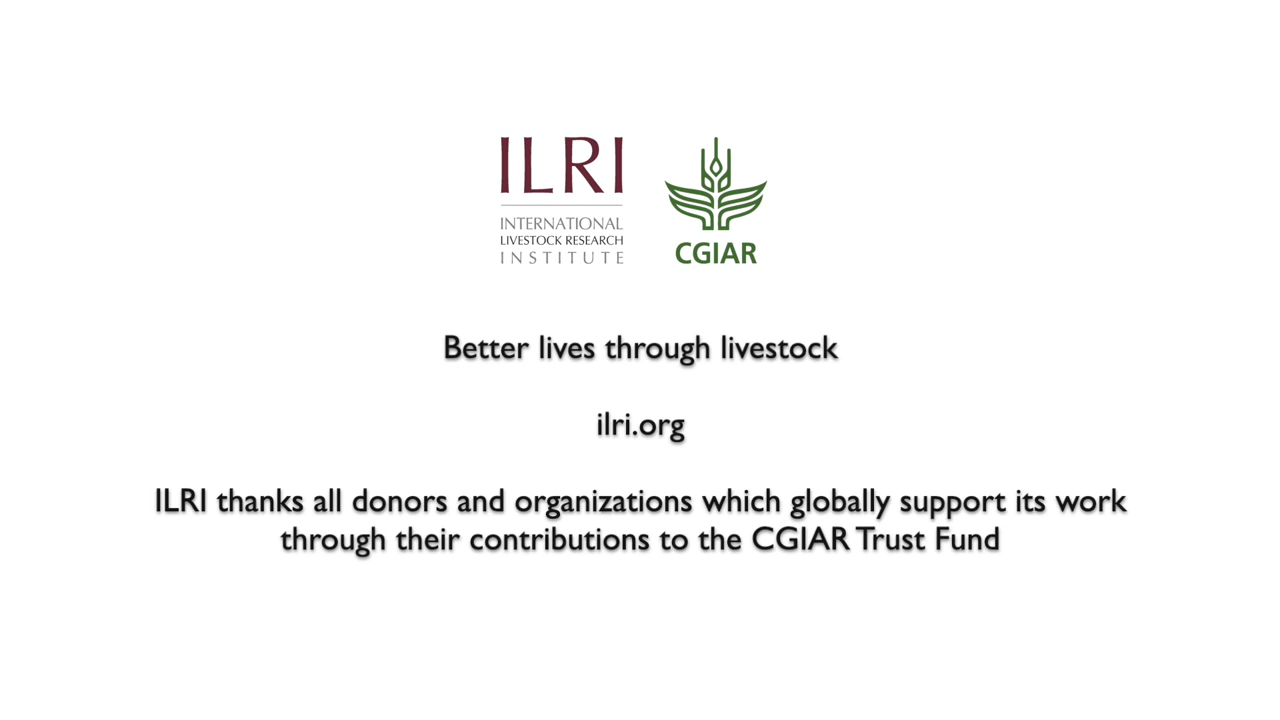 ILRI
INTERNATIONAL
LIVESTOCK RESEARCH
INSTITUTE
CGIAR
Better lives through livestock
ilri.org
ILRI thanks all donors and organizations which globally support its work
through their contributions to the CGIAR Trust Fund